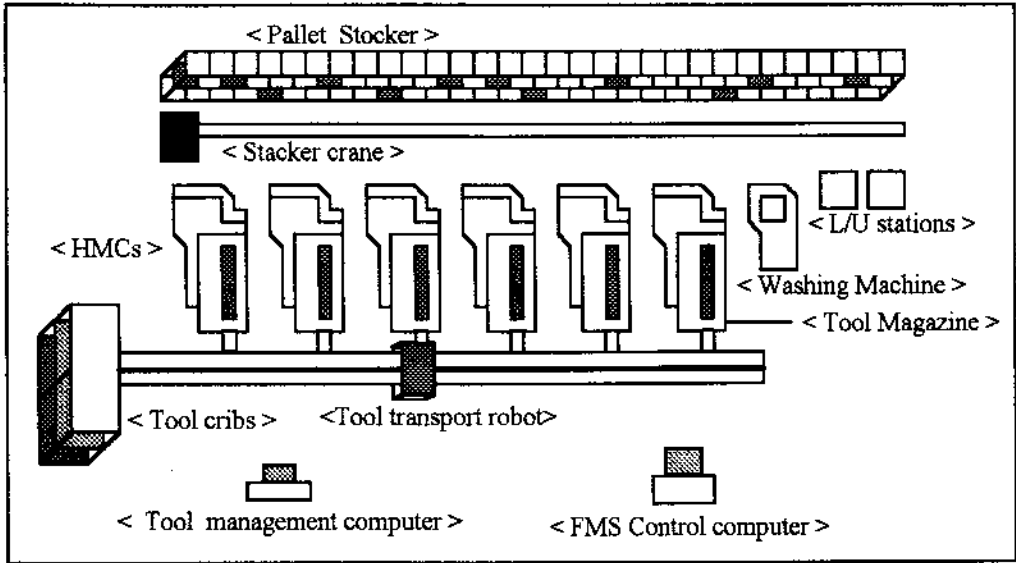 < Pallet  Stocker >
< Stacker crane >
< L/U stations >
< HMCs >
< Washing Machine >
< Tool Magazine >
< Tool cribs >
<Tool transport robot>
< Tool  management computer >
< FMS Control computer >